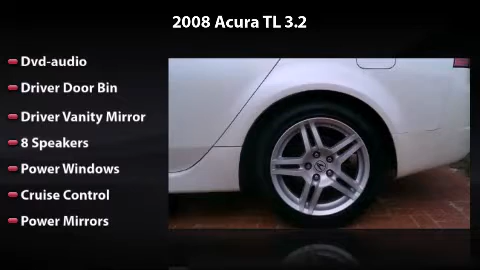 2008 Acura TL 3.2
Dvd-audio
Driver Door Bin
Driver Vanity Mirror
8 Speakers
Power Windows
Cruise Control
Power Mirrors